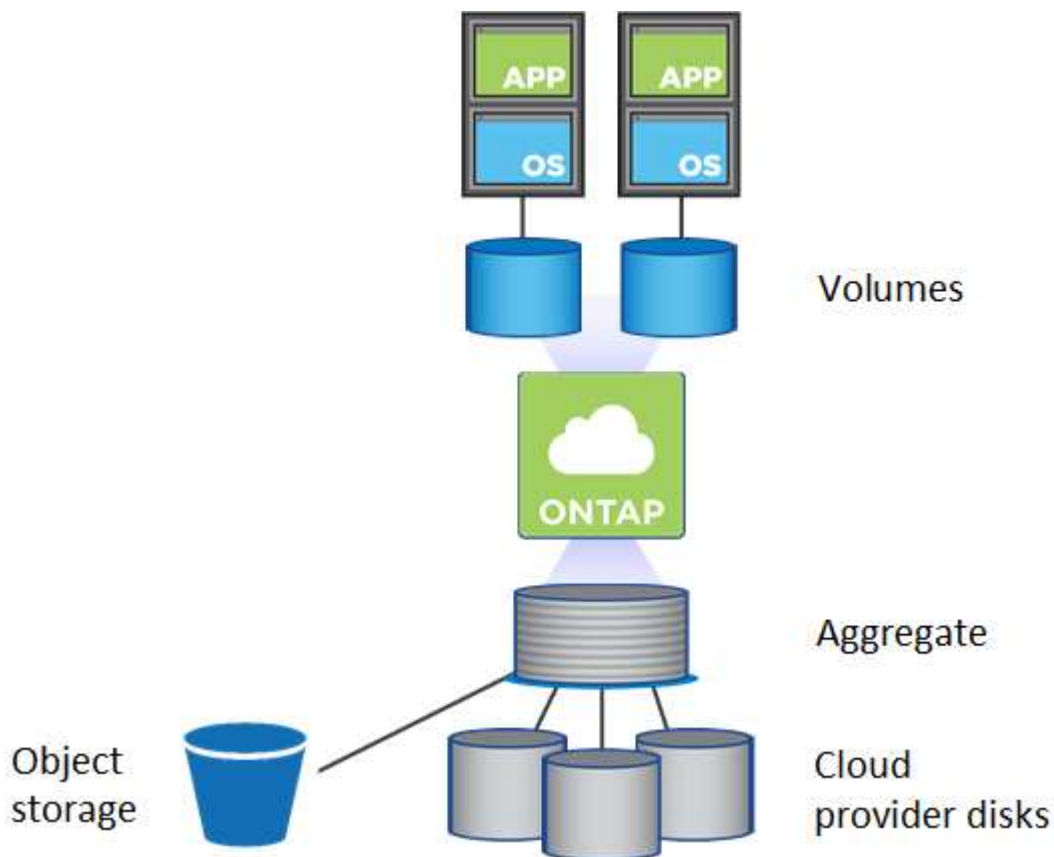 APP
APP
OS
OS
Volumes
ONTAP
Aggregate
Object
storage
Cloud
provider disks